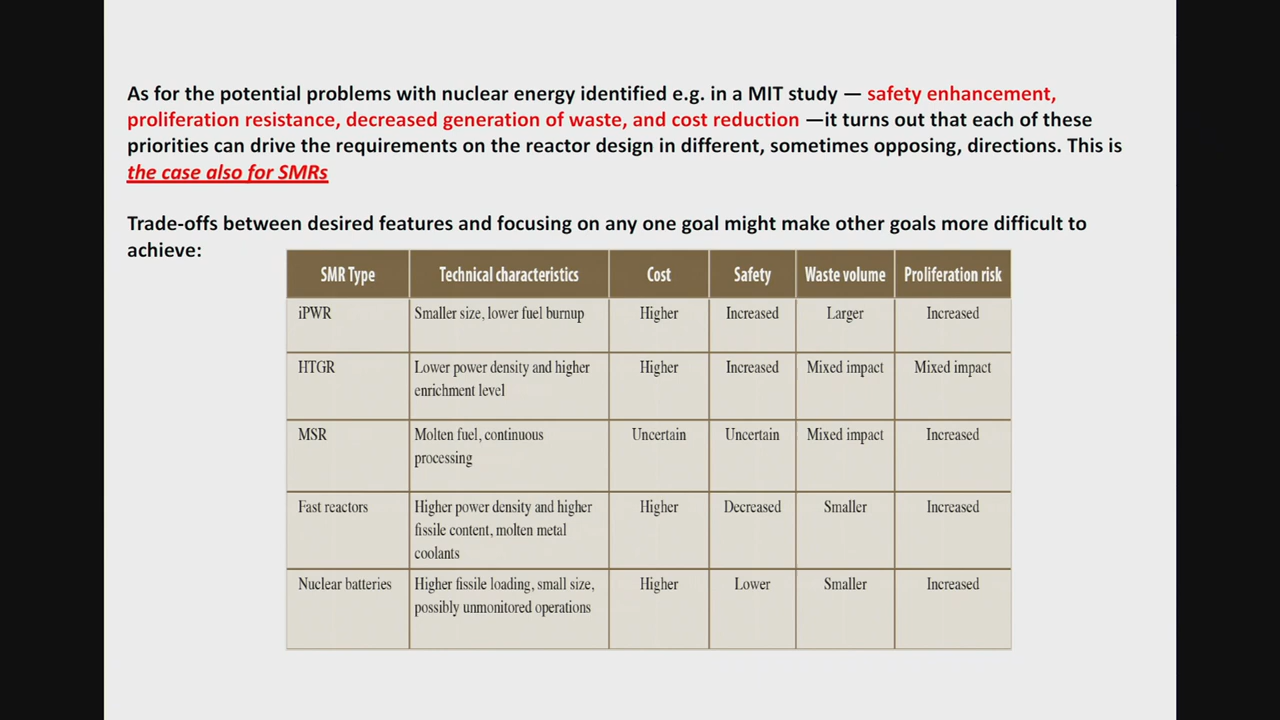 As for the potential problems with nuclear energy identified e.g. in a MIT study — safety enhancement,
proliferation resistance, decreased generation of waste, and cost reduction —it turns out that each of these
priorities can drive the requirements on the reactor design in different, sometimes opposing, directions. This is
the case also for SMRs
Trade-offs between desired features and focusing on any one goal might make other goals more difficult to
achieve:
SMR Type Technical characteristics Cost Safety Waste volume Proliferation risk
iPWR Smaller size, lower fuel burnup Higher Increased Larger Increased
HTGR Lower power density and higher Higher Increased Mixed impact Mixed impact
enrichment level
MSR Molten fuel, continuous Uncertain Uncertain Mixed impact Increased
processing
Fast reactors Higher power density and higher Higher Decreased Smaller Increased
fissile content, molten metal
coolants
Nuclear batteries Higher fissile loading, small size, Higher Lower Smaller Increased
possibly unmonitored operations